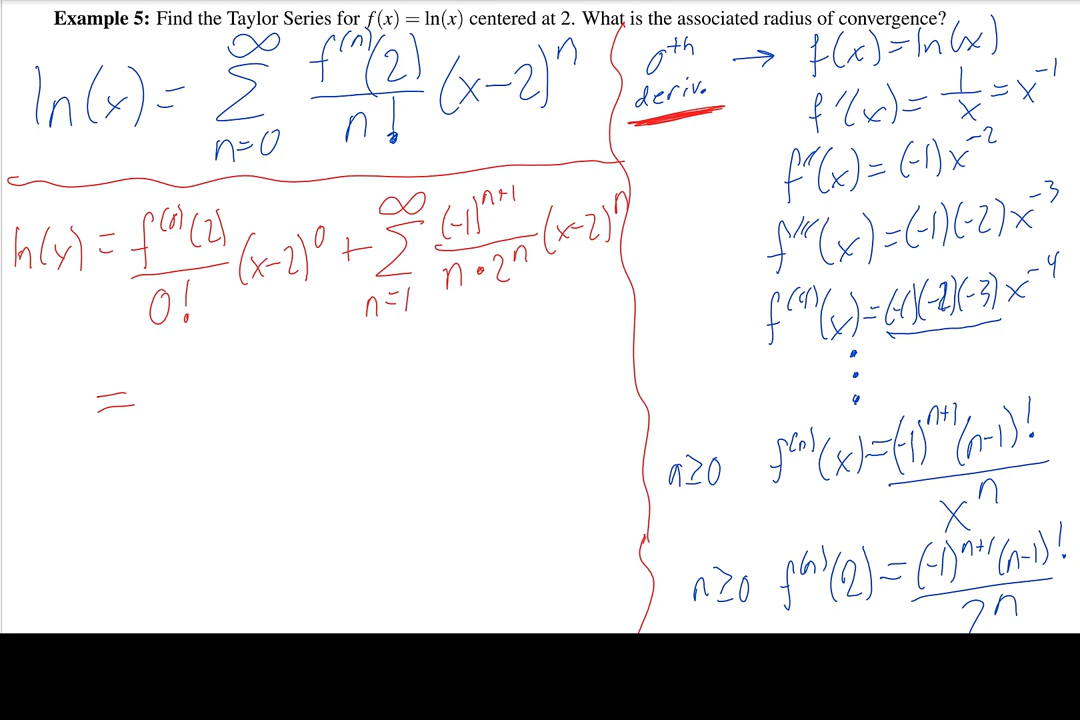 Example 5: Find the Taylor Series for f(x) = ln(x) centered at 2. What is the associated radius of convergence?
ln(x) = ∑_{n=0}^{∞} f^{(n)}(2)/n! (x-2)^n
ln(x) = f^{(0)}(2)/0! (x-2)^0 + ∑_{n=1}^{∞} (-1)^{n+1}/(n·2^n) (x-2)^n
=
0th deriv. → f(x) = ln(x)
f'(x) = 1/x = x^{-1}
f''(x) = (-1)x^{-2}
f'''(x) = (-1)(-2)x^{-3}
f^{(4)}(x) = (-1)(-2)(-3)x^{-4}
⋮
n≥0 f^{(n)}(x) = (-1)^{n+1}(n-1)!/x^n
n≥0 f^{(n)}(2) = (-1)^{n+1}(n-1)!/2^n